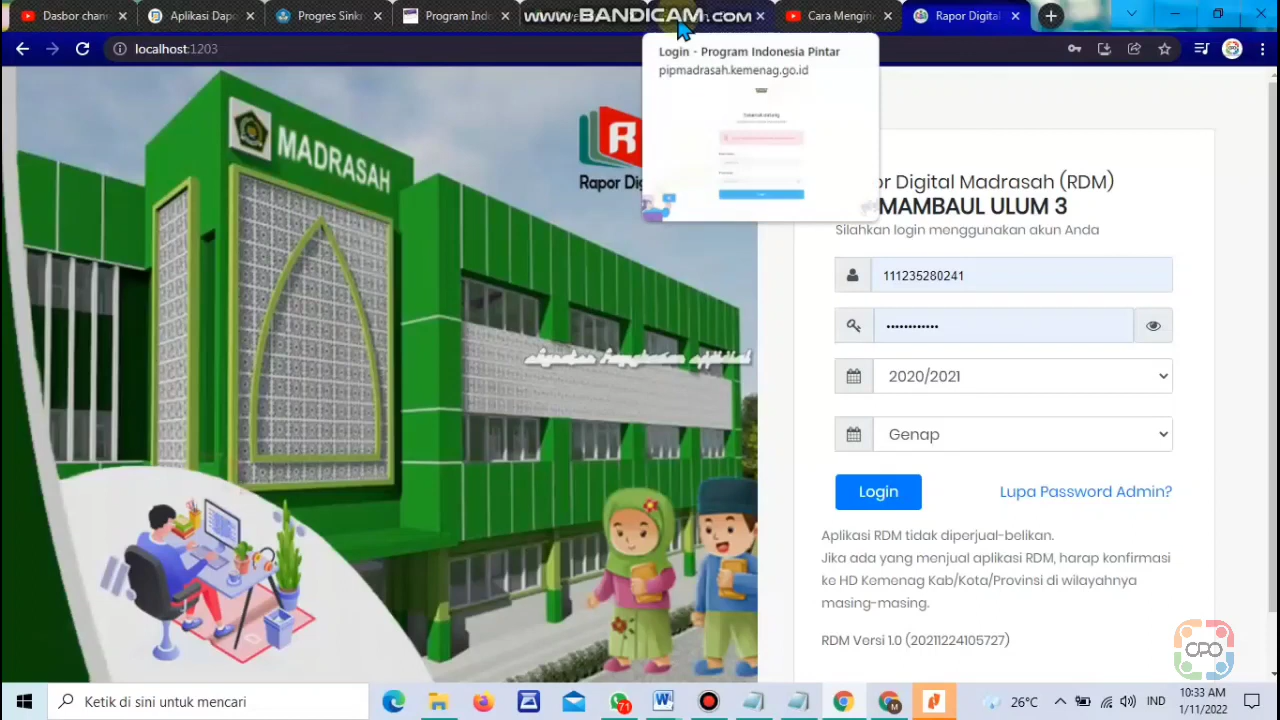 Dasbor chan
Aplikasi Dap
Progres Sink
Program Indo
WWW.BANDICAM.COM
Cara Mengin
Rapor Digital
localhost:1203
Login - Program Indonesia Pintar
pipmadrasah.kemenag.go.id
MADRASAH
R
Rapor Dig
or Digital Madrasah (RDM)
MAMBAUL ULUM 3
Silahkan login menggunakan akun Anda
111235280241
••••••••••••
2020/2021
Genap
Login
Lupa Password Admin?
Aplikasi RDM tidak diperjual-belikan.
Jika ada yang menjual aplikasi RDM, harap konfirmasi
ke HD Kemenag Kab/Kota/Provinsi di wilayahnya
masing-masing.
RDM Versi 1.0 (20211224105727)
CPO
Ketik di sini untuk mencari
71
26°C
IND
10:33 AM
1/11/2022